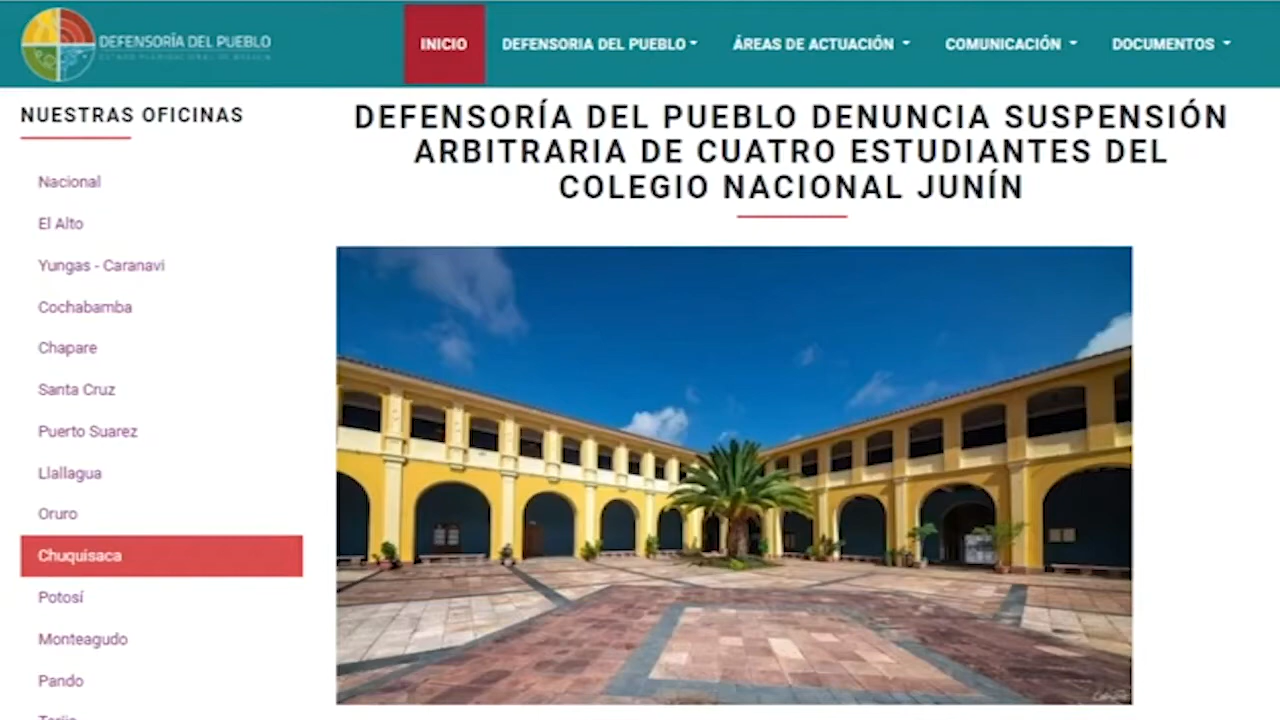 DEFENSORÍA DEL PUEBLO
INICIO
DEFENSORIA DEL PUEBLO
ÁREAS DE ACTUACIÓN
COMUNICACIÓN
DOCUMENTOS
NUESTRAS OFICINAS
Nacional
El Alto
Yungas - Caranavi
Cochabamba
Chapare
Santa Cruz
Puerto Suarez
Llallagua
Oruro
Chuquisaca
Potosí
Monteagudo
Pando
DEFENSORÍA DEL PUEBLO DENUNCIA SUSPENSIÓN
ARBITRARIA DE CUATRO ESTUDIANTES DEL
COLEGIO NACIONAL JUNÍN